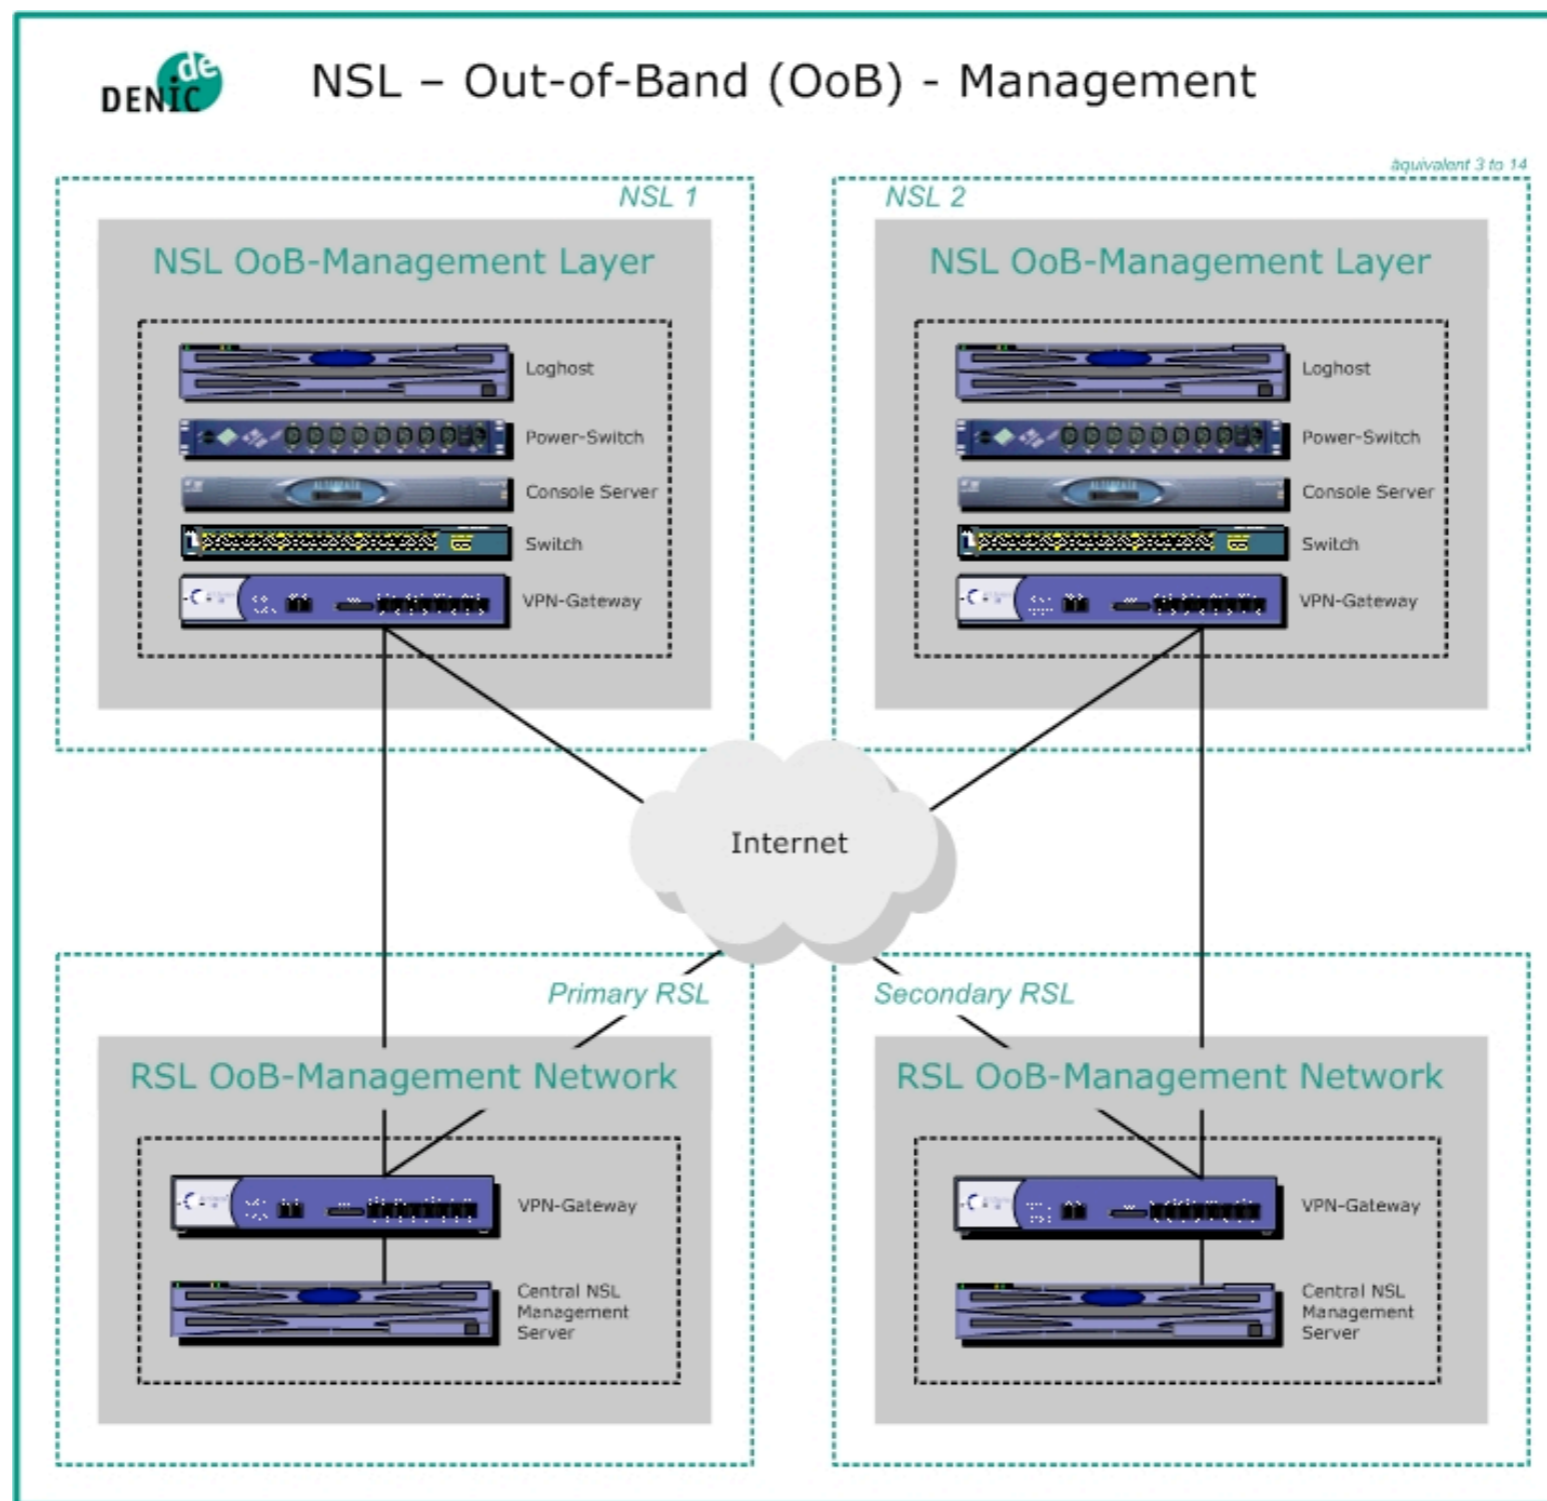 de
DENIC
NSL – Out-of-Band (OoB) - Management
äquivalent 3 to 14
NSL 1
NSL 2
NSL OoB-Management Layer
NSL OoB-Management Layer
Loghost
Loghost
Power-Switch
Power-Switch
Console Server
Console Server
Switch
Switch
VPN-Gateway
VPN-Gateway
Internet
Primary RSL
Secondary RSL
RSL OoB-Management Network
RSL OoB-Management Network
VPN-Gateway
VPN-Gateway
Central NSL
Management
Server
Central NSL
Management
Server